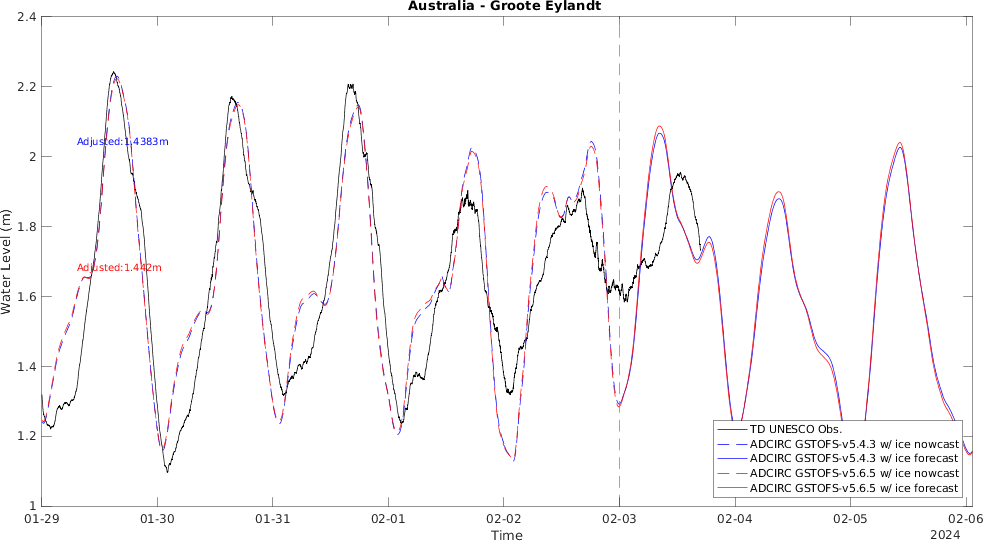 Australia - Groote Eylandt
2.4
2.2
2
1.8
1.6
1.4
1.2
1
Water Level (m)
Adjusted:1.4383m
Adjusted:1.442m
TD UNESCO Obs.
ADCIRC GSTOFS-v5.4.3 w/ ice nowcast
ADCIRC GSTOFS-v5.4.3 w/ ice forecast
ADCIRC GSTOFS-v5.6.5 w/ ice nowcast
ADCIRC GSTOFS-v5.6.5 w/ ice forecast
01-29 01-30 01-31 02-01 02-02 02-03 02-04 02-05 02-06
Time
2024